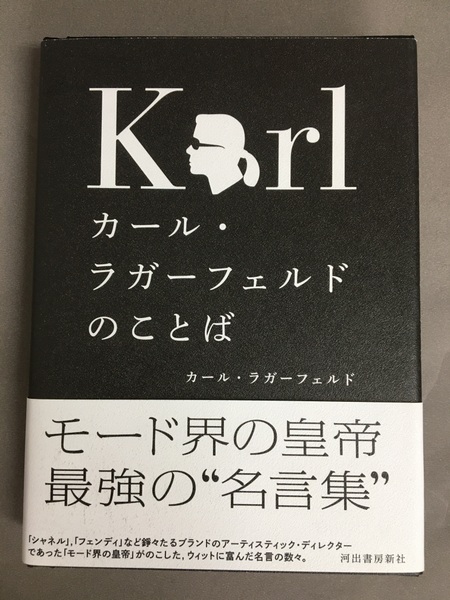 Karl
カール・
ラガーフェルド
のことば
カール・ラガーフェルド
モード界の皇帝
最強の“名言集”
「シャネル」,「フェンディ」など錚々たるブランドのアーティスティック・ディレクター
であった「モード界の皇帝」がのこした,ウィットに富んだ名言の数々。
河出書房新社